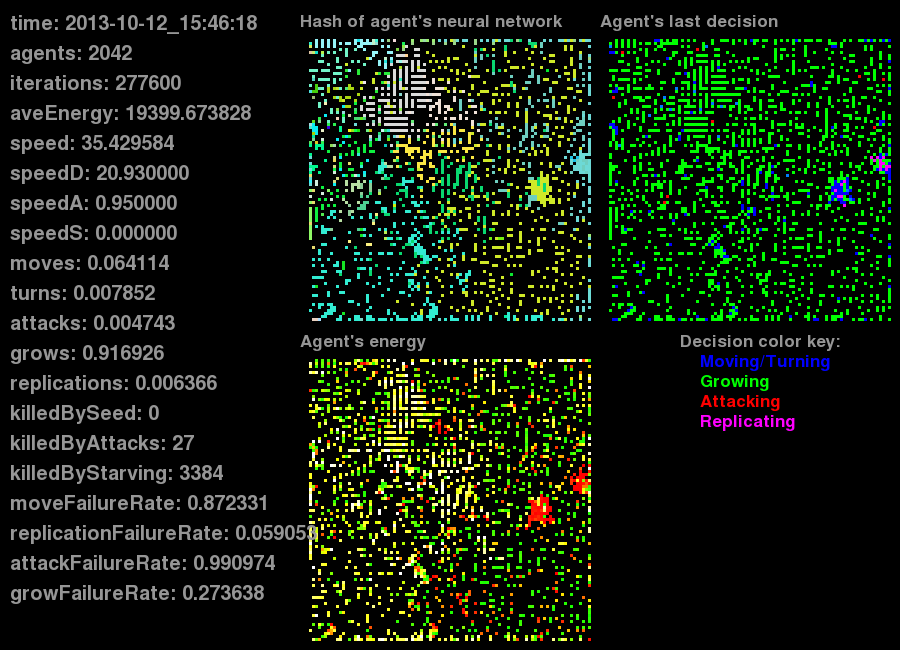 time: 2013-10-12_15:46:18
agents: 2042
iterations: 277600
aveEnergy: 19399.673828
speed: 35.429584
speedD: 20.930000
speedA: 0.950000
speedS: 0.000000
moves: 0.064114
turns: 0.007852
attacks: 0.004743
grows: 0.916926
replications: 0.006366
killedBySeed: 0
killedByAttacks: 27
killedByStarving: 3384
moveFailureRate: 0.872331
replicationFailureRate: 0.059053
attackFailureRate: 0.990974
growFailureRate: 0.273638
Hash of agent's neural network
Agent's last decision
Agent's energy
Decision color key:
Moving/Turning
Growing
Attacking
Replicating